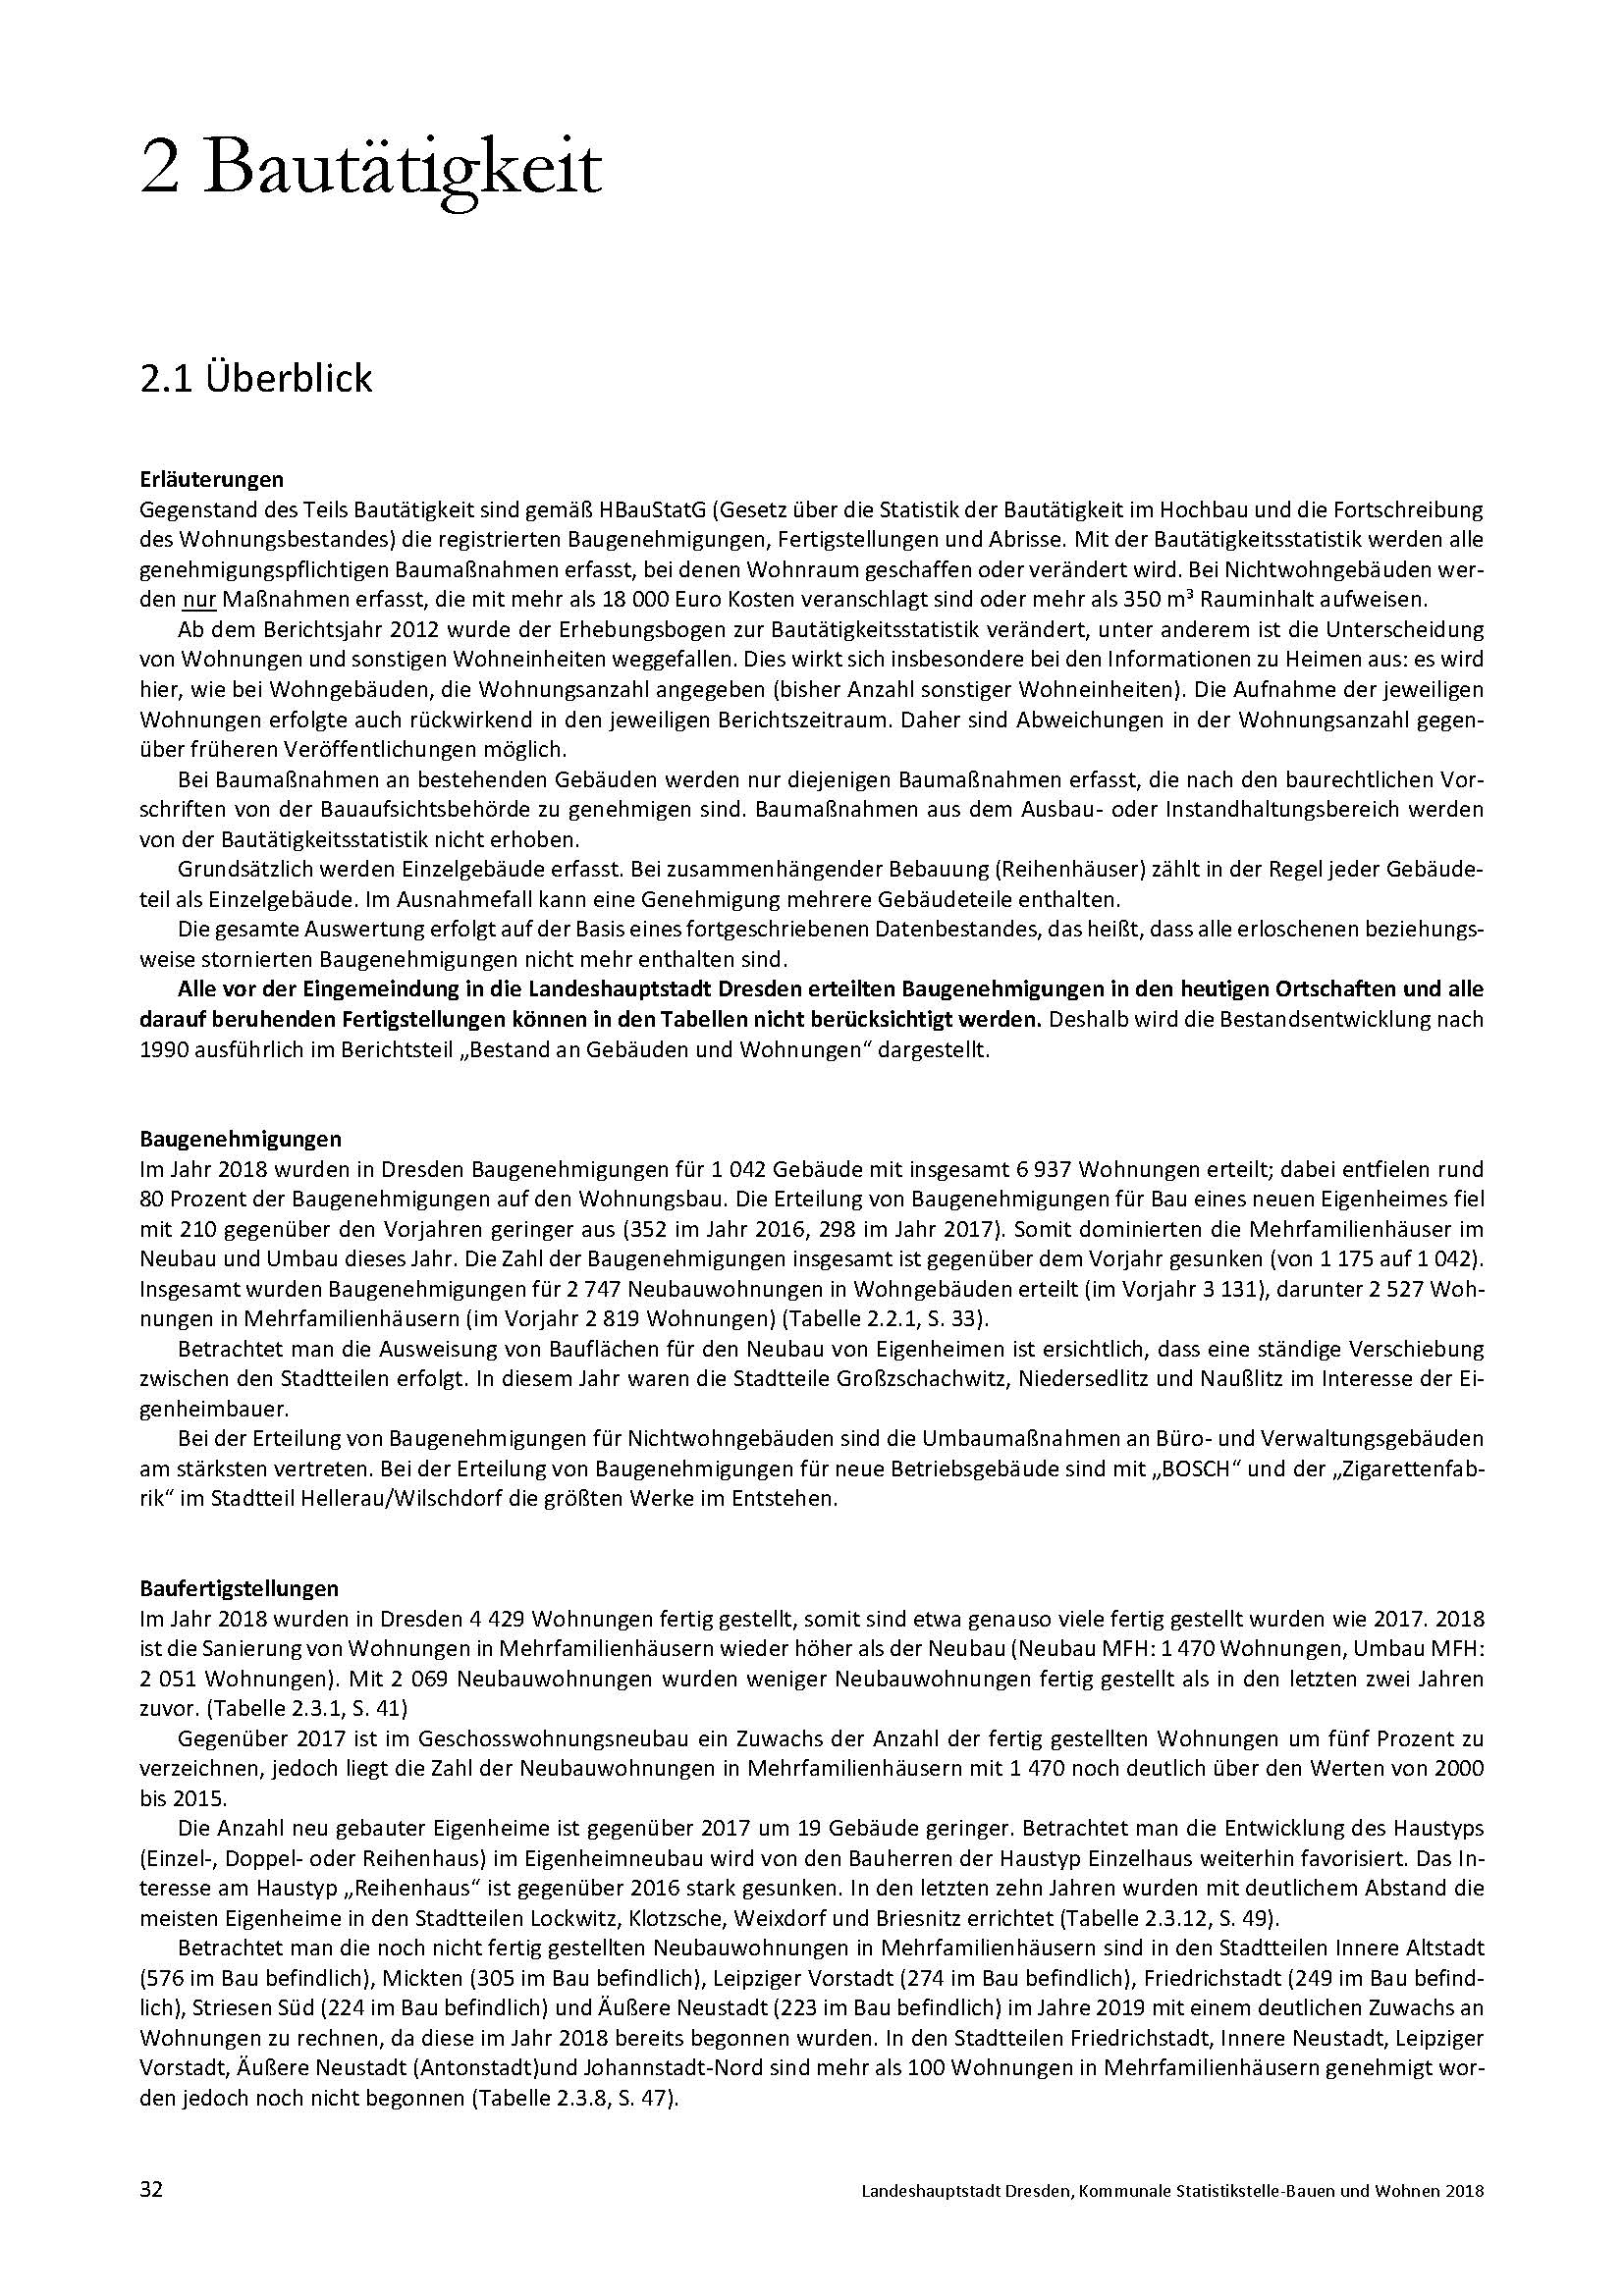 2 Bautätigkeit
2.1 Überblick
Erläuterungen
Gegenstand des Teils Bautätigkeit sind gemäß HBauStatG (Gesetz über die Statistik der Bautätigkeit im Hochbau und die Fortschreibung
des Wohnungsbestandes) die registrierten Baugenehmigungen, Fertigstellungen und Abrisse. Mit der Bautätigkeitsstatistik werden alle
genehmigungspflichtigen Baumaßnahmen erfasst, bei denen Wohnraum geschaffen oder verändert wird. Bei Nichtwohngebäuden wer-
den nur Maßnahmen erfasst, die mit mehr als 18 000 Euro Kosten veranschlagt sind oder mehr als 350 m³ Rauminhalt aufweisen.
Ab dem Berichtsjahr 2012 wurde der Erhebungsbogen zur Bautätigkeitsstatistik verändert, unter anderem ist die Unterscheidung
von Wohnungen und sonstigen Wohneinheiten weggefallen. Dies wirkt sich insbesondere bei den Informationen zu Heimen aus: es wird
hier, wie bei Wohngebäuden, die Wohnungsanzahl angegeben (bisher Anzahl sonstiger Wohneinheiten). Die Aufnahme der jeweiligen
Wohnungen erfolgte auch rückwirkend in den jeweiligen Berichtszeitraum. Daher sind Abweichungen in der Wohnungsanzahl gegen-
über früheren Veröffentlichungen möglich.
Bei Baumaßnahmen an bestehenden Gebäuden werden nur diejenigen Baumaßnahmen erfasst, die nach den baurechtlichen Vor-
schriften von der Bauaufsichtsbehörde zu genehmigen sind. Baumaßnahmen aus dem Ausbau- oder Instandhaltungsbereich werden
von der Bautätigkeitsstatistik nicht erhoben.
Grundsätzlich werden Einzelgebäude erfasst. Bei zusammenhängender Bebauung (Reihenhäuser) zählt in der Regel jeder Gebäude-
teil als Einzelgebäude. Im Ausnahmefall kann eine Genehmigung mehrere Gebäudeteile enthalten.
Die gesamte Auswertung erfolgt auf der Basis eines fortgeschriebenen Datenbestandes, das heißt, dass alle erloschenen beziehungs-
weise stornierten Baugenehmigungen nicht mehr enthalten sind.
Alle vor der Eingemeindung in die Landeshauptstadt Dresden erteilten Baugenehmigungen in den heutigen Ortschaften und alle
darauf beruhenden Fertigstellungen können in den Tabellen nicht berücksichtigt werden. Deshalb wird die Bestandsentwicklung nach
1990 ausführlich im Berichtsteil „Bestand an Gebäuden und Wohnungen“ dargestellt.
Baugenehmigungen
Im Jahr 2018 wurden in Dresden Baugenehmigungen für 1 042 Gebäude mit insgesamt 6 937 Wohnungen erteilt; dabei entfielen rund
80 Prozent der Baugenehmigungen auf den Wohnungsbau. Die Erteilung von Baugenehmigungen für Bau eines neuen Eigenheimes fiel
mit 210 gegenüber den Vorjahren geringer aus (352 im Jahr 2016, 298 im Jahr 2017). Somit dominierten die Mehrfamilienhäuser im
Neubau und Umbau dieses Jahr. Die Zahl der Baugenehmigungen insgesamt ist gegenüber dem Vorjahr gesunken (von 1 175 auf 1 042).
Insgesamt wurden Baugenehmigungen für 2 747 Neubauwohnungen in Wohngebäuden erteilt (im Vorjahr 3 131), darunter 2 527 Woh-
nungen in Mehrfamilienhäusern (im Vorjahr 2 819 Wohnungen) (Tabelle 2.2.1, S. 33).
Betrachtet man die Ausweisung von Bauflächen für den Neubau von Eigenheimen ist ersichtlich, dass eine ständige Verschiebung
zwischen den Stadtteilen erfolgt. In diesem Jahr waren die Stadtteile Großzschachwitz, Niedersedlitz und Naußlitz im Interesse der Ei-
genheimbauer.
Bei der Erteilung von Baugenehmigungen für Nichtwohngebäuden sind die Umbaumaßnahmen an Büro- und Verwaltungsgebäuden
am stärksten vertreten. Bei der Erteilung von Baugenehmigungen für neue Betriebsgebäude sind mit „BOSCH“ und der „Zigarettenfab-
rik“ im Stadtteil Hellerau/Wilschdorf die größten Werke im Entstehen.
Baufertigstellungen
Im Jahr 2018 wurden in Dresden 4 429 Wohnungen fertig gestellt, somit sind etwa genauso viele fertig gestellt wurden wie 2017. 2018
ist die Sanierung von Wohnungen in Mehrfamilienhäusern wieder höher als der Neubau (Neubau MFH: 1 470 Wohnungen, Umbau MFH:
2 051 Wohnungen). Mit 2 069 Neubauwohnungen wurden weniger Neubauwohnungen fertig gestellt als in den letzten zwei Jahren
zuvor. (Tabelle 2.3.1, S. 41)
Gegenüber 2017 ist im Geschosswohnungsneubau ein Zuwachs der Anzahl der fertig gestellten Wohnungen um fünf Prozent zu
verzeichnen, jedoch liegt die Zahl der Neubauwohnungen in Mehrfamilienhäusern mit 1 470 noch deutlich über den Werten von 2000
bis 2015.
Die Anzahl neu gebauter Eigenheime ist gegenüber 2017 um 19 Gebäude geringer. Betrachtet man die Entwicklung des Haustyps
(Einzel-, Doppel- oder Reihenhaus) im Eigenheimneubau wird von den Bauherren der Haustyp Einzelhaus weiterhin favorisiert. Das In-
teresse am Haustyp „Reihenhaus“ ist gegenüber 2016 stark gesunken. In den letzten zehn Jahren wurden mit deutlichem Abstand die
meisten Eigenheime in den Stadtteilen Lockwitz, Klotzsche, Weixdorf und Briesnitz errichtet (Tabelle 2.3.12, S. 49).
Betrachtet man die noch nicht fertig gestellten Neubauwohnungen in Mehrfamilienhäusern sind in den Stadtteilen Innere Altstadt
(576 im Bau befindlich), Mickten (305 im Bau befindlich), Leipziger Vorstadt (274 im Bau befindlich), Friedrichstadt (249 im Bau befind-
lich), Striesen Süd (224 im Bau befindlich) und Äußere Neustadt (223 im Bau befindlich) im Jahre 2019 mit einem deutlichen Zuwachs an
Wohnungen zu rechnen, da diese im Jahr 2018 bereits begonnen wurden. In den Stadtteilen Friedrichstadt, Innere Neustadt, Leipziger
Vorstadt, Äußere Neustadt (Antonstadt)und Johannstadt-Nord sind mehr als 100 Wohnungen in Mehrfamilienhäusern genehmigt wor-
den jedoch noch nicht begonnen (Tabelle 2.3.8, S. 47).
32
Landeshauptstadt Dresden, Kommunale Statistikstelle-Bauen und Wohnen 2018